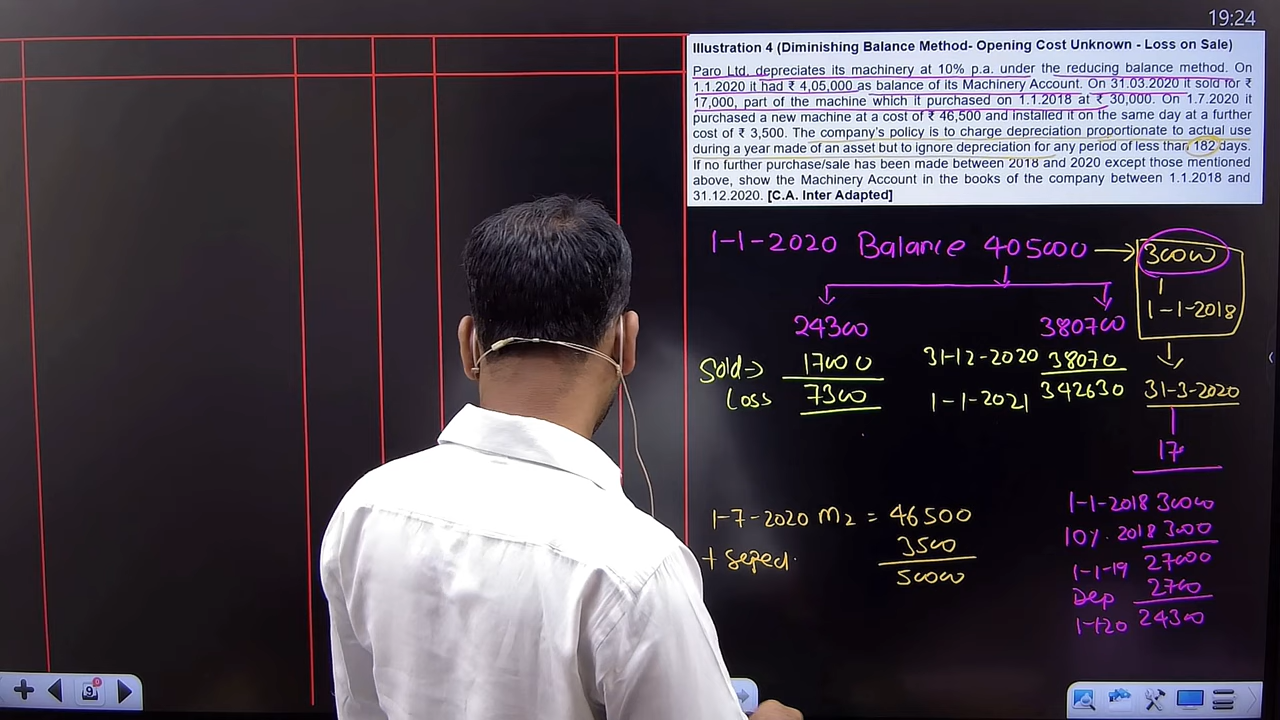 19:24
Illustration 4 (Diminishing Balance Method- Opening Cost Unknown - Loss on Sale)
Paro Ltd. depreciates its machinery at 10% p.a. under the reducing balance method. On
1.1.2020 it had ₹ 4,05,000 as balance of its Machinery Account. On 31.03.2020 it sold for ₹
17,000, part of the machine which it purchased on 1.1.2018 at ₹ 30,000. On 1.7.2020 it
purchased a new machine at a cost of ₹ 46,500 and installed it on the same day at a further
cost of ₹ 3,500. The company's policy is to charge depreciation proportionate to actual use
during a year made of an asset but to ignore depreciation for any period of less than 182 days.
If no further purchase/sale has been made between 2018 and 2020 except those mentioned
above, show the Machinery Account in the books of the company between 1.1.2018 and
31.12.2020. [C.A. Inter Adapted]
1-1-2020 Balance 405000 → 30000
1-1-2018
24300 380700
Sold→ 17000 31-12-2020 38070
Loss 7300 1-1-2021 342630
31-3-2020
17
1-7-2020 M2 = 46500
3500
50000
1-1-2018 30000
10%. 2018 3000
1-1-19 27000
Dep 2700
1-1-20 24300
9